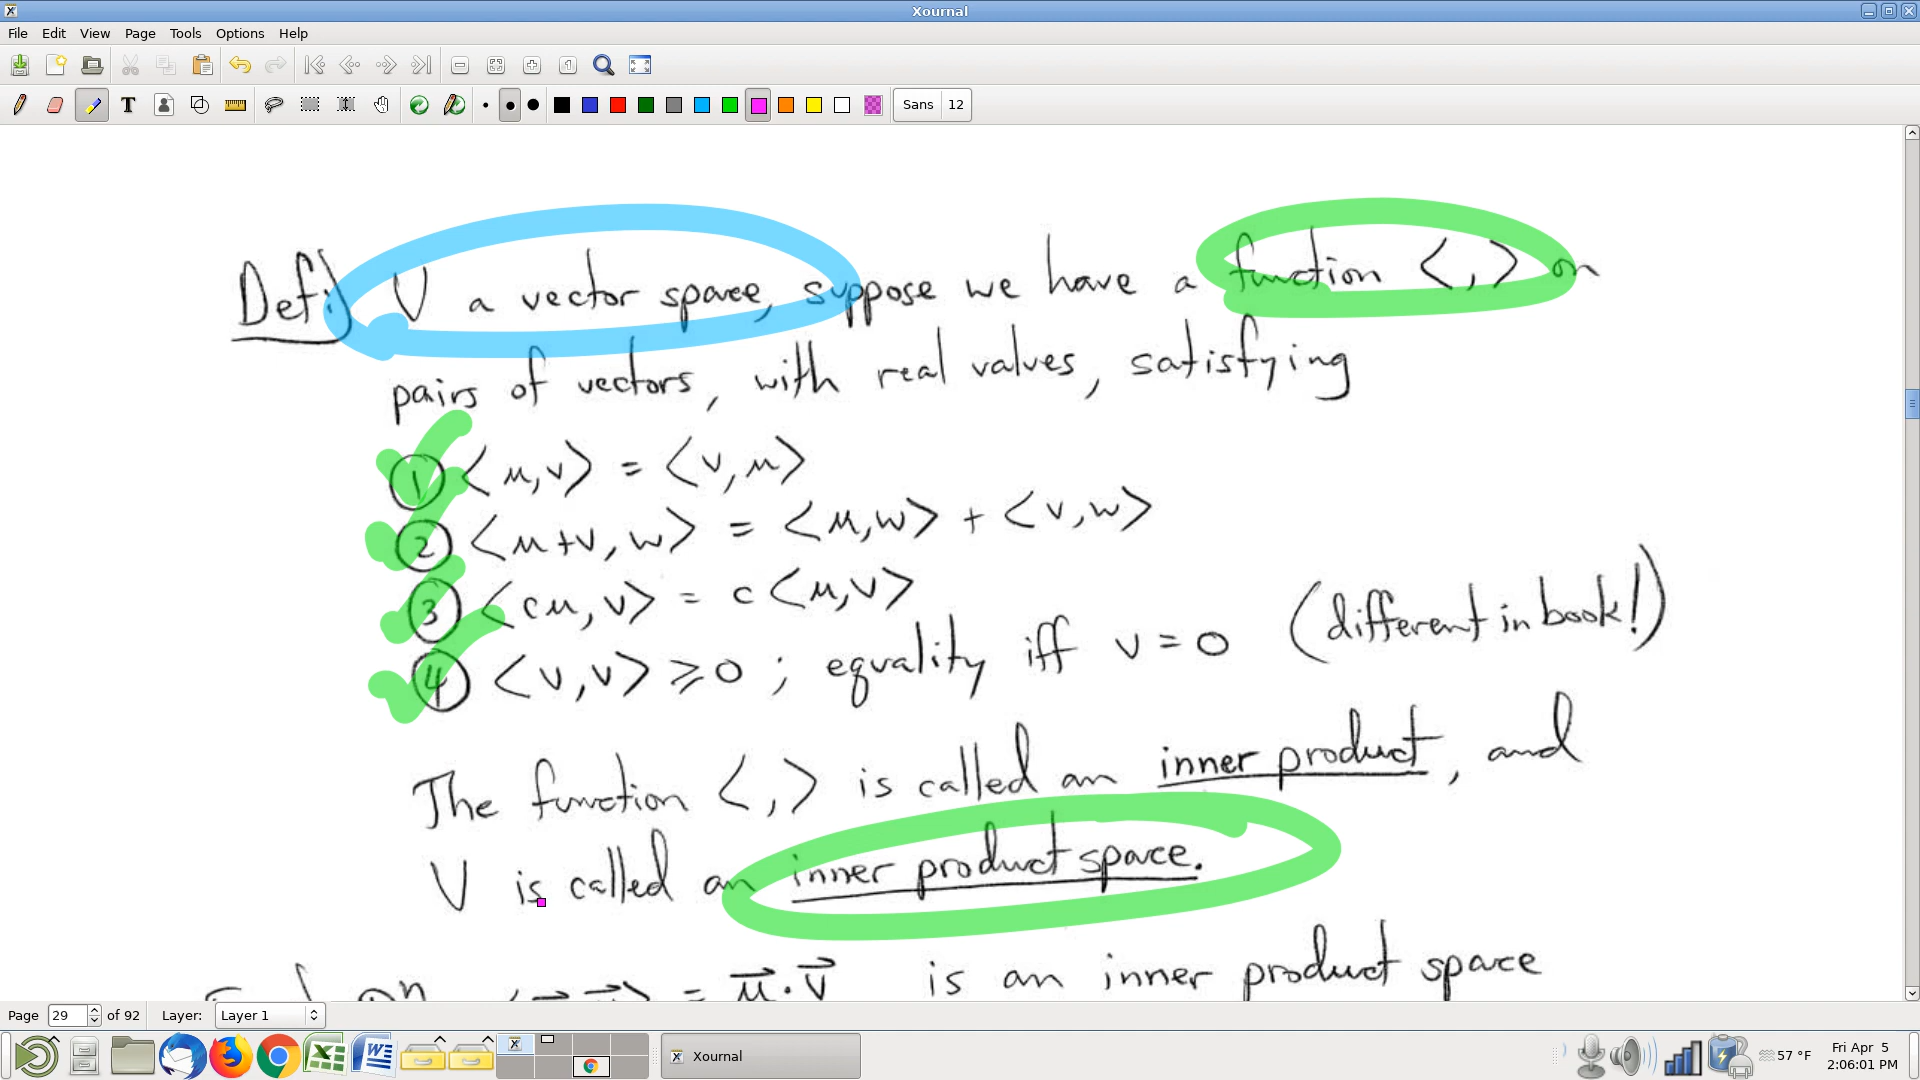 Xournal
File Edit View Page Tools Options Help
Sans 12
Def: V a vector space, suppose we have a function < , > on
pairs of vectors, with real values, satisfying
① <u,v> = <v,u>
② <u+v, w> = <u,w> + <v,w>
③ <cu, v> = c <u,v>
④ <v,v> ≥ 0 ; equality iff v = 0 (different in book!)
The function < , > is called an inner product, and
V is called an inner product space.
= u⃗ · v⃗ is an inner product space
Page 29 of 92 Layer: Layer 1
Xournal
57 °F
Fri Apr 5
2:06:01 PM